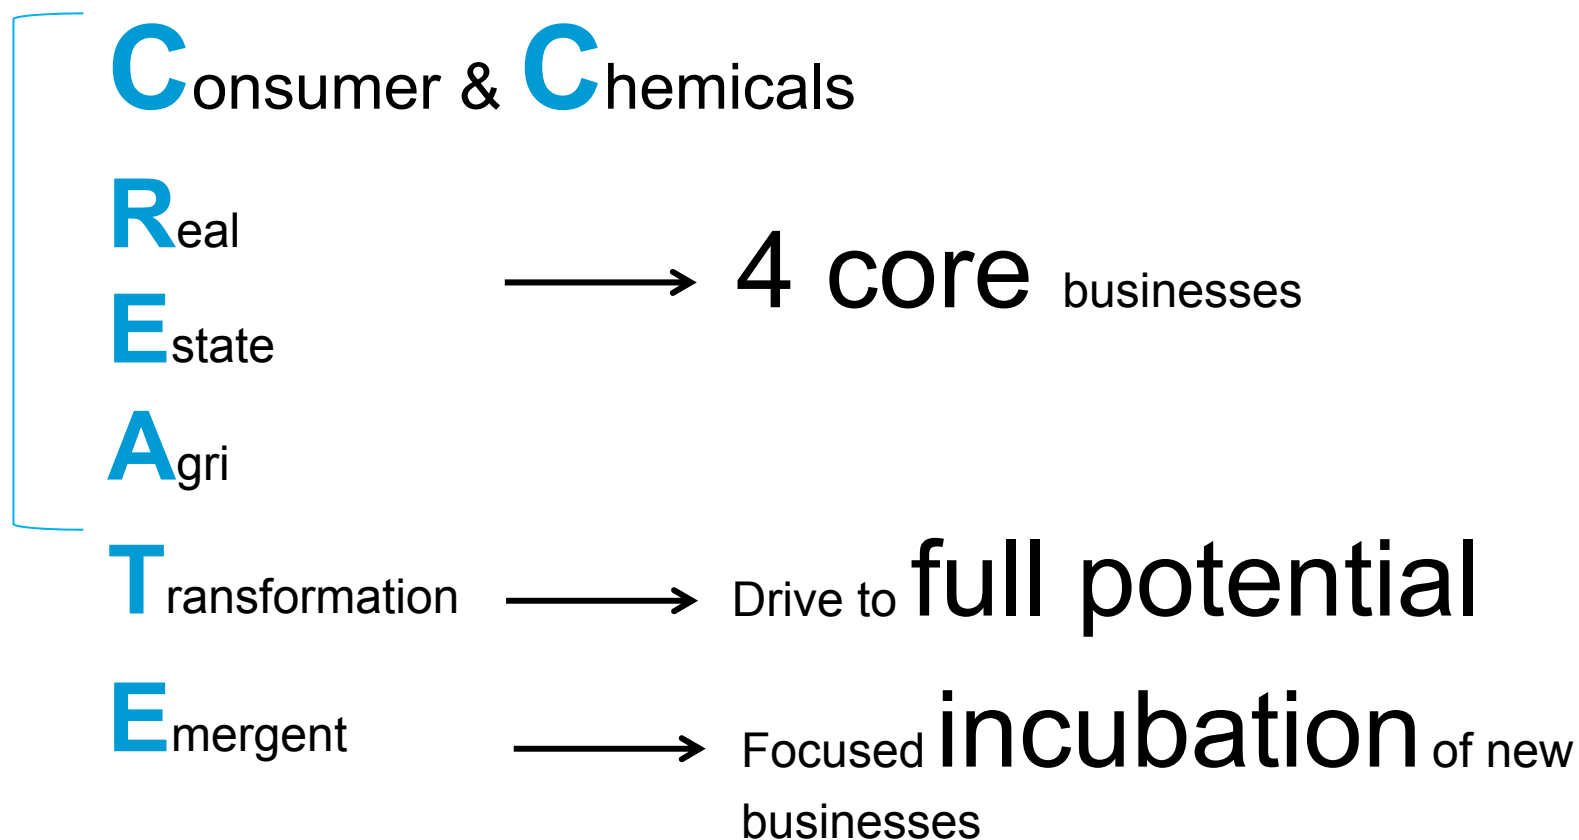 Consumer & Chemicals
Real
4 core businesses
Estate
Agri
Transformation
Drive to full potential
Emergent
Focused incubation of new
businesses